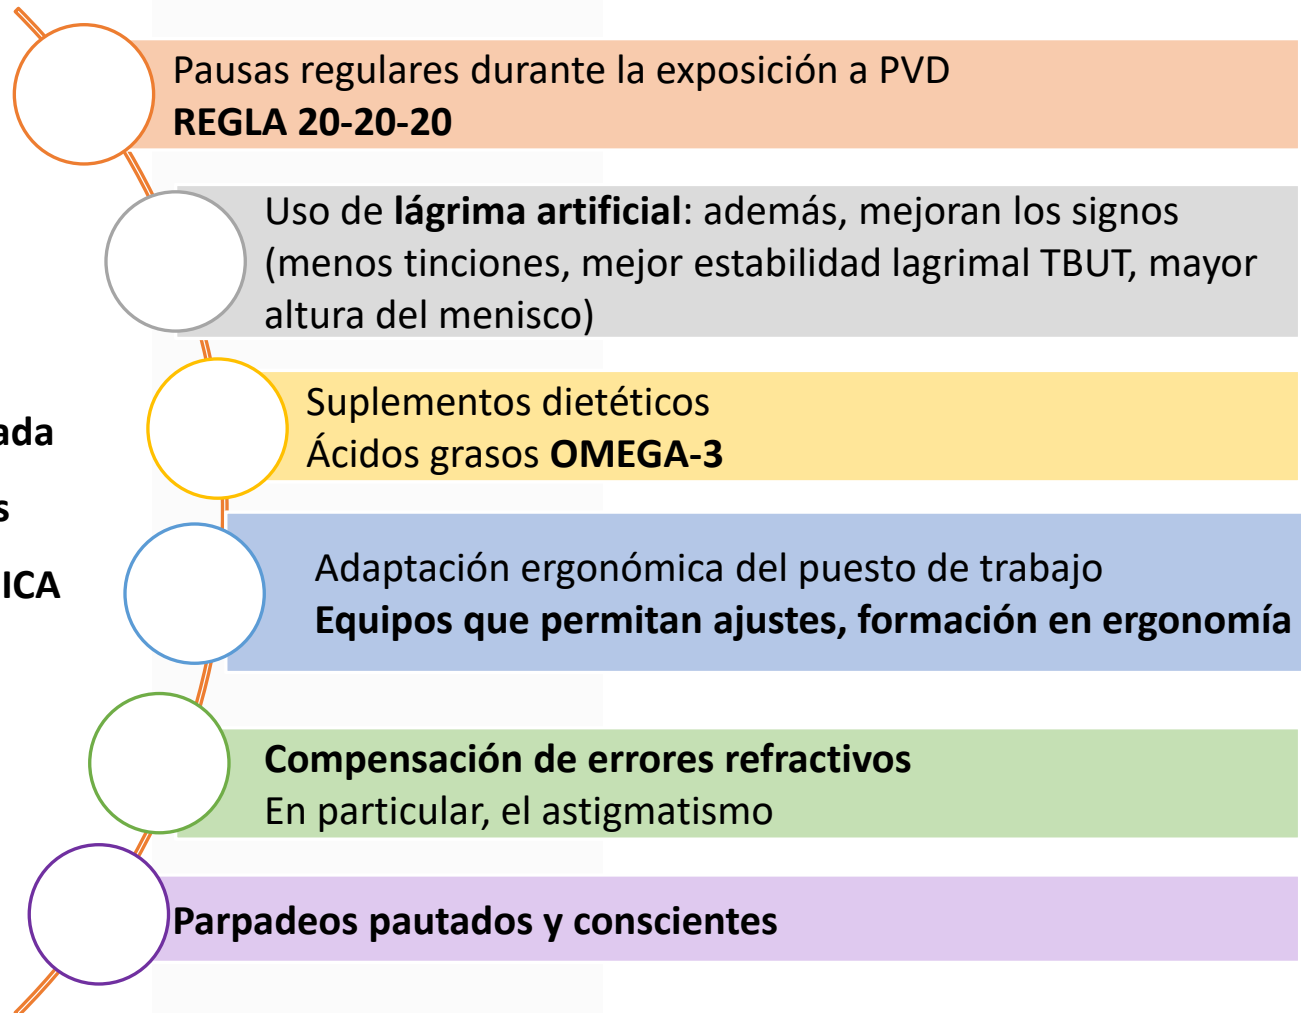 Pausas regulares durante la exposición a PVD
REGLA 20-20-20
Uso de lágrima artificial: además, mejoran los signos
(menos tinciones, mejor estabilidad lagrimal TBUT, mayor
altura del menisco)
Suplementos dietéticos
Ácidos grasos OMEGA-3
Adaptación ergonómica del puesto de trabajo
Equipos que permitan ajustes, formación en ergonomía
Compensación de errores refractivos
En particular, el astigmatismo
Parpadeos pautados y conscientes